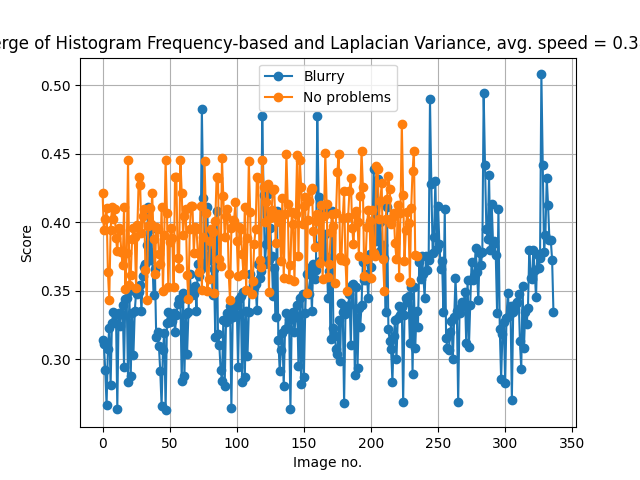 of Histogram Frequency-based and Laplacian Variance, avg. speed = 0.3
Blurry
No problems
0.50
0.45
0.40
0.35
0.30
Score
0 50 100 150 200 250 300 350
Image no.